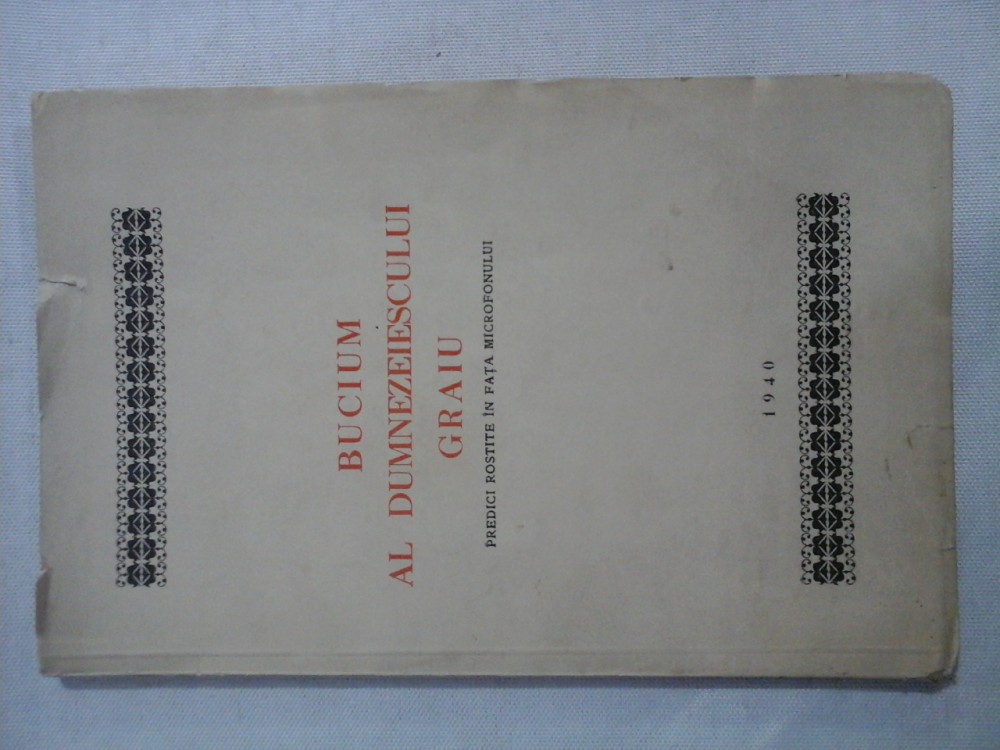 BUCIUM
AL DUMNEZEIESCULUI
GRAIU
PREDICI ROSTITE ÎN FAȚA MICROFONULUI
1940